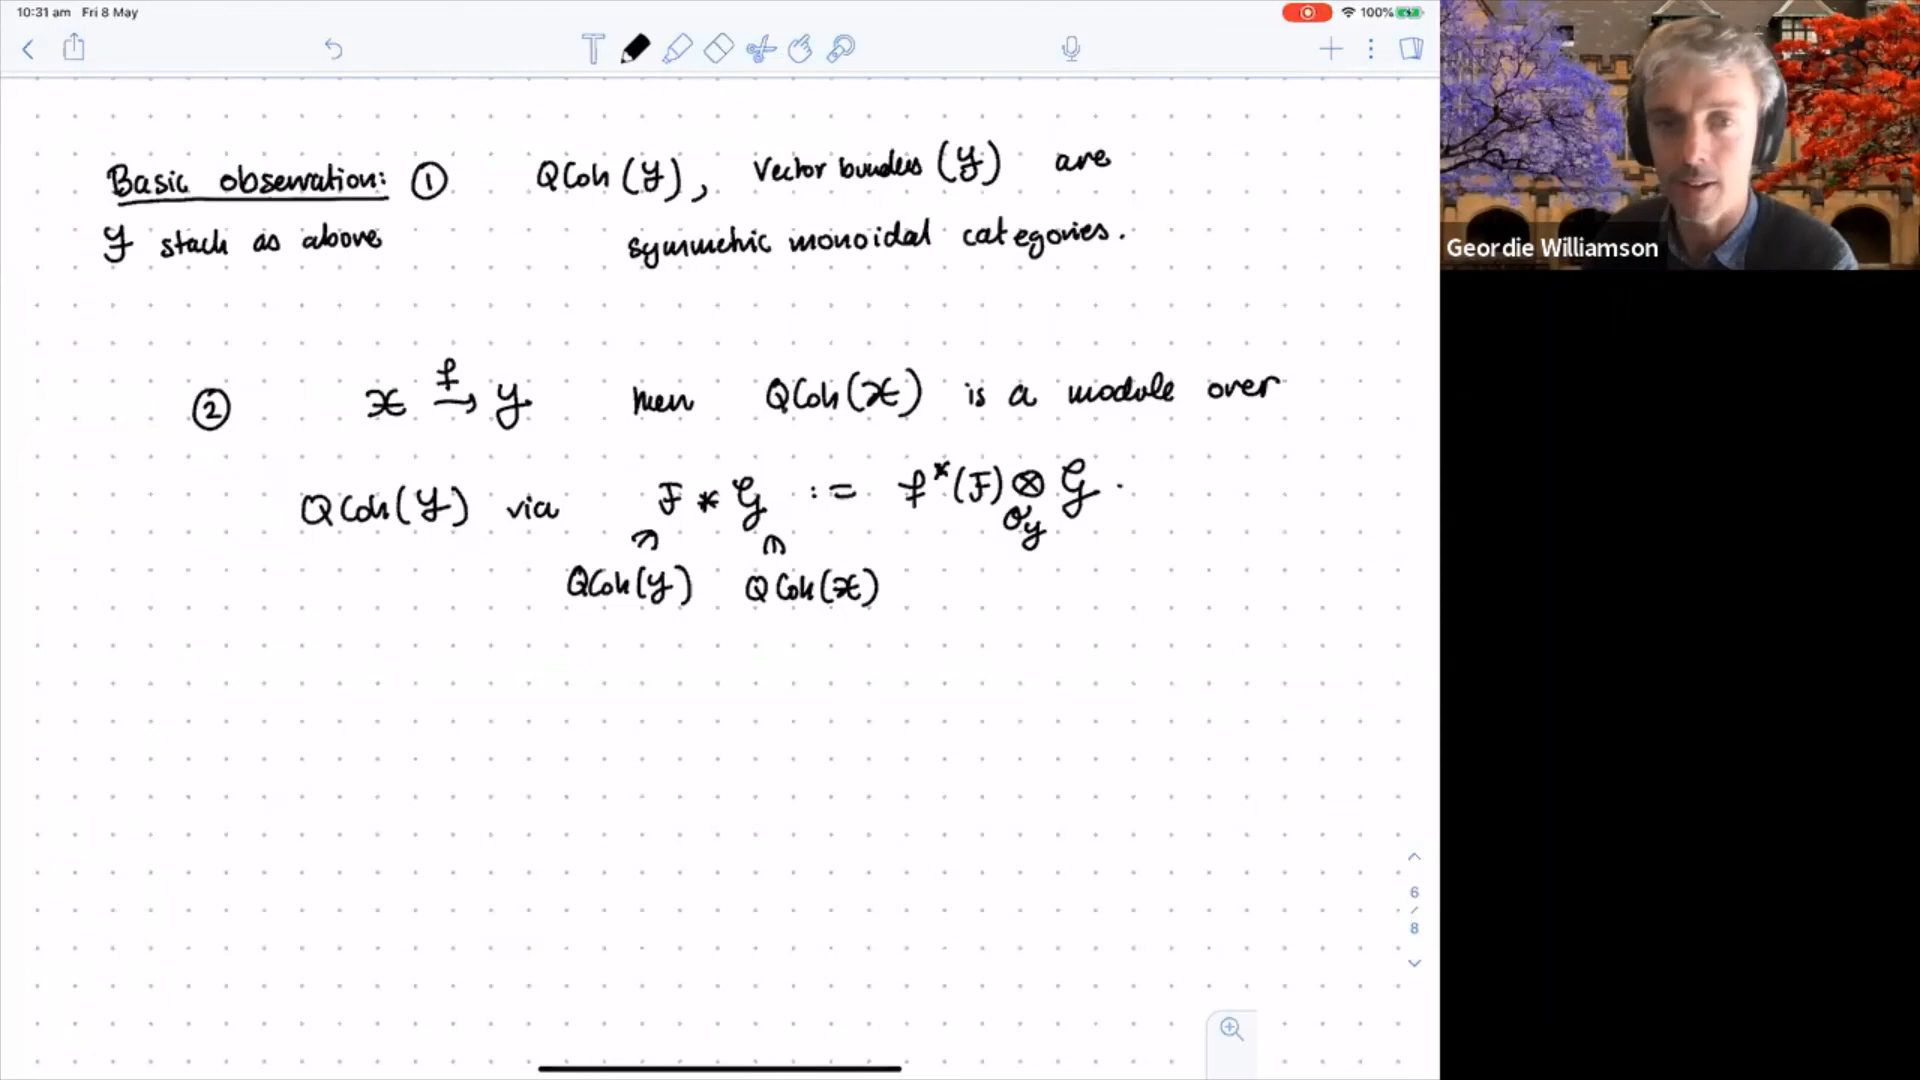 10:31 am Fri 8 May
100%
Basic observation: ① QCoh(𝒴), Vector bundles (𝒴) are
𝒴 stack as above symmetric monoidal categories.
② 𝒳 →^f 𝒴 then QCoh(𝒳) is a module over
QCoh(𝒴) via F * 𝒢 := f*(F) ⊗_{𝒪_𝒴} 𝒢.
QCoh(𝒴) QCoh(𝒳)
Geordie Williamson
6
/
8